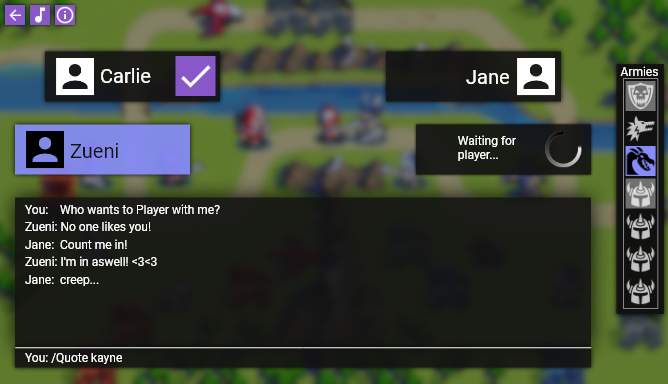 Carlie
Jane
Armies
Zueni
Waiting for
player...
You: Who wants to Player with me?
Zueni: No one likes you!
Jane: Count me in!
Zueni: I'm in aswell! <3<3
Jane: creep...
You: /Quote kayne